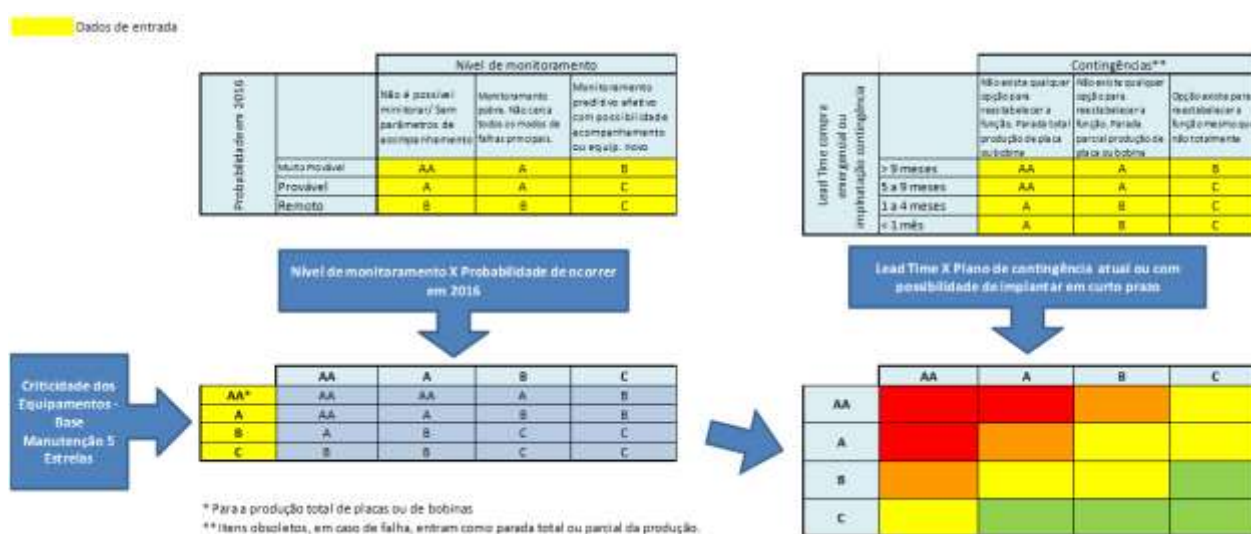 Dados de entrada
Nível de monitoramento
Probabilidade em 2016
Não é possível
minitorar/ Sem
parâmetros de
acompanhamento
Monitoramento
pobre. Não cerca
todos os modos de
falhas principais.
Monitoramento
preditivo efetivo
com possibilidade
acompanhamento
ou equip. novo
Muito Provável AA A B
Provável A A C
Remoto B B C
Contingências**
Lead Time compra
emergencial ou
implantação contingência
Não existe qualquer
opção para
reestabelecer a
função. Parada total
produção de placa
ou bobina
Não existe qualquer
opção para
reestabelecer a
função. Parada
parcial produção de
placa ou bobina
Opção existe para
reestabelecer a
função mesmo que
não totalmente
> 9 meses AA A B
5 a 9 meses AA A C
1 a 4 meses A B C
< 1 mês A B C
Nível de monitoramento X Probabilidade de ocorrer
em 2016
Lead Time X Plano de contingência atual ou com
possibilidade de implantar em curto prazo
Criticidade dos
Equipamentos -
Base
Manutenção 5
Estrelas
AA A B C
AA* AA AA A B
A AA A B B
B A B C C
C B B C C
AA A B C
AA
A
B
C
* Para a produção total de placas ou de bobinas
** Itens obsoletos, em caso de falha, entram como parada total ou parcial da produção.